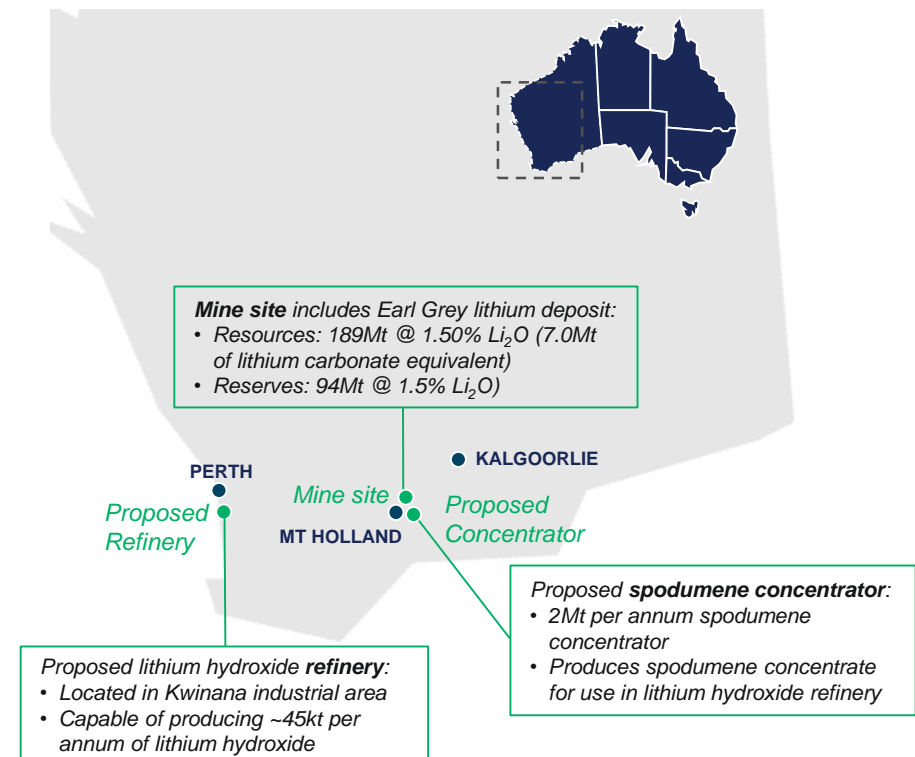 Mine site includes Earl Grey lithium deposit:
• Resources: 189Mt @ 1.50% Li₂O (7.0Mt
of lithium carbonate equivalent)
• Reserves: 94Mt @ 1.5% Li₂O)
KALGOORLIE
PERTH
Mine site
Proposed
Refinery
Proposed
Concentrator
MT HOLLAND
Proposed spodumene concentrator:
• 2Mt per annum spodumene
concentrator
• Produces spodumene concentrate
for use in lithium hydroxide refinery
Proposed lithium hydroxide refinery:
• Located in Kwinana industrial area
• Capable of producing ~45kt per
annum of lithium hydroxide